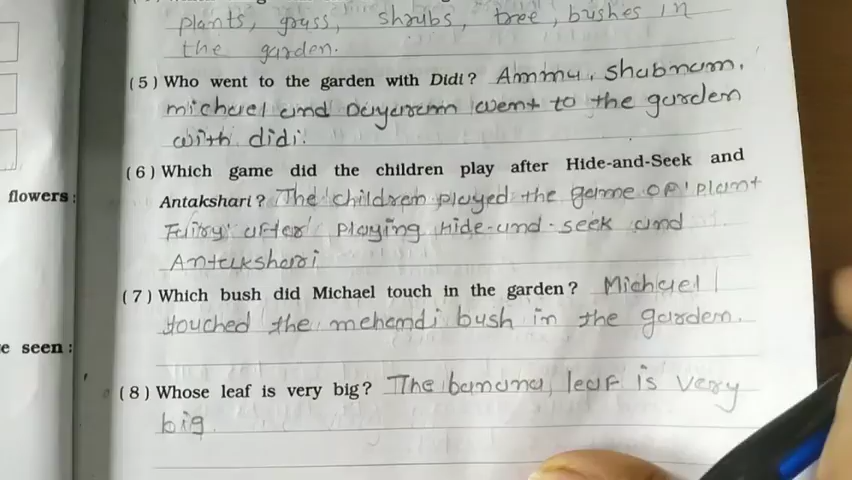 plants, grass, shrubs, tree, bushes in
the garden.
(5) Who went to the garden with Didi? Ammu, shabnam,
michael and Dayaram went to the garden
with didi.
(6) Which game did the children play after Hide-and-Seek and
flowers :
Antakshari? The children played the game of 'plant
Fairy' after playing hide-and-seek and
Antakshari
(7) Which bush did Michael touch in the garden? Michael
touched the mehandi bush in the garden.
e seen :
(8) Whose leaf is very big? The banana leaf is very
big